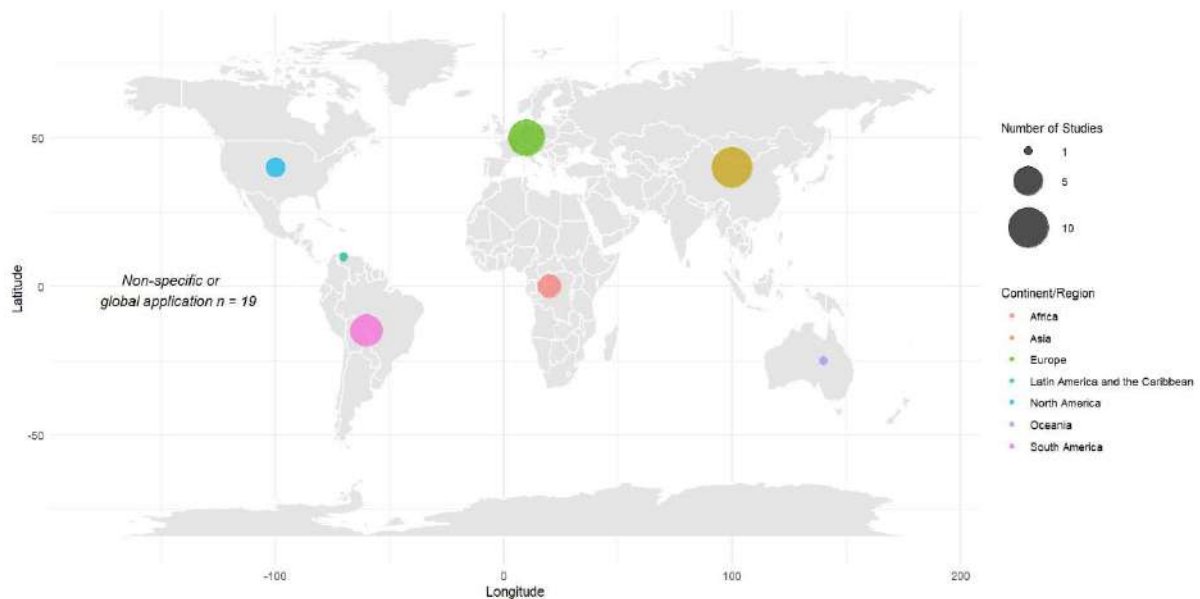 50
0
-50
Latitude
-100
0
100
200
Longitude
Non-specific or
global application n = 19
Number of Studies
1
5
10
Continent/Region
Africa
Asia
Europe
Latin America and the Caribbean
North America
Oceania
South America